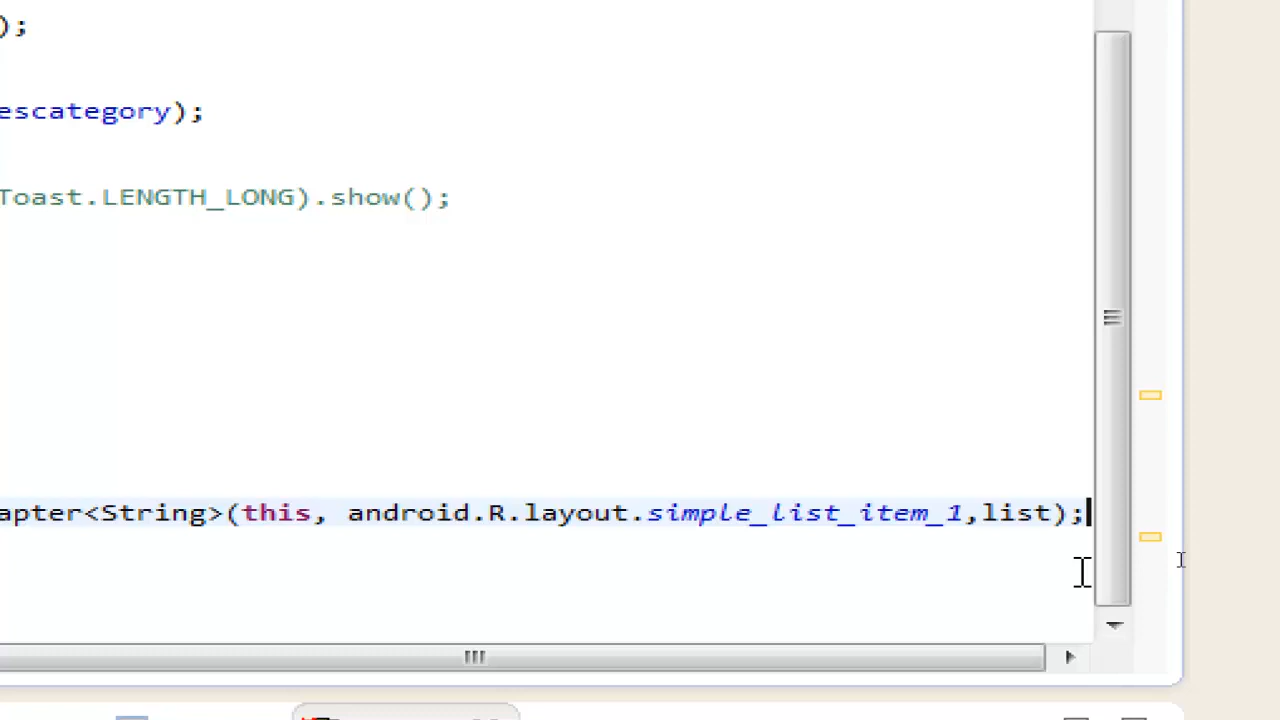 );
escategory);
Toast.LENGTH_LONG).show();
apter<String>(this, android.R.layout.simple_list_item_1,list);